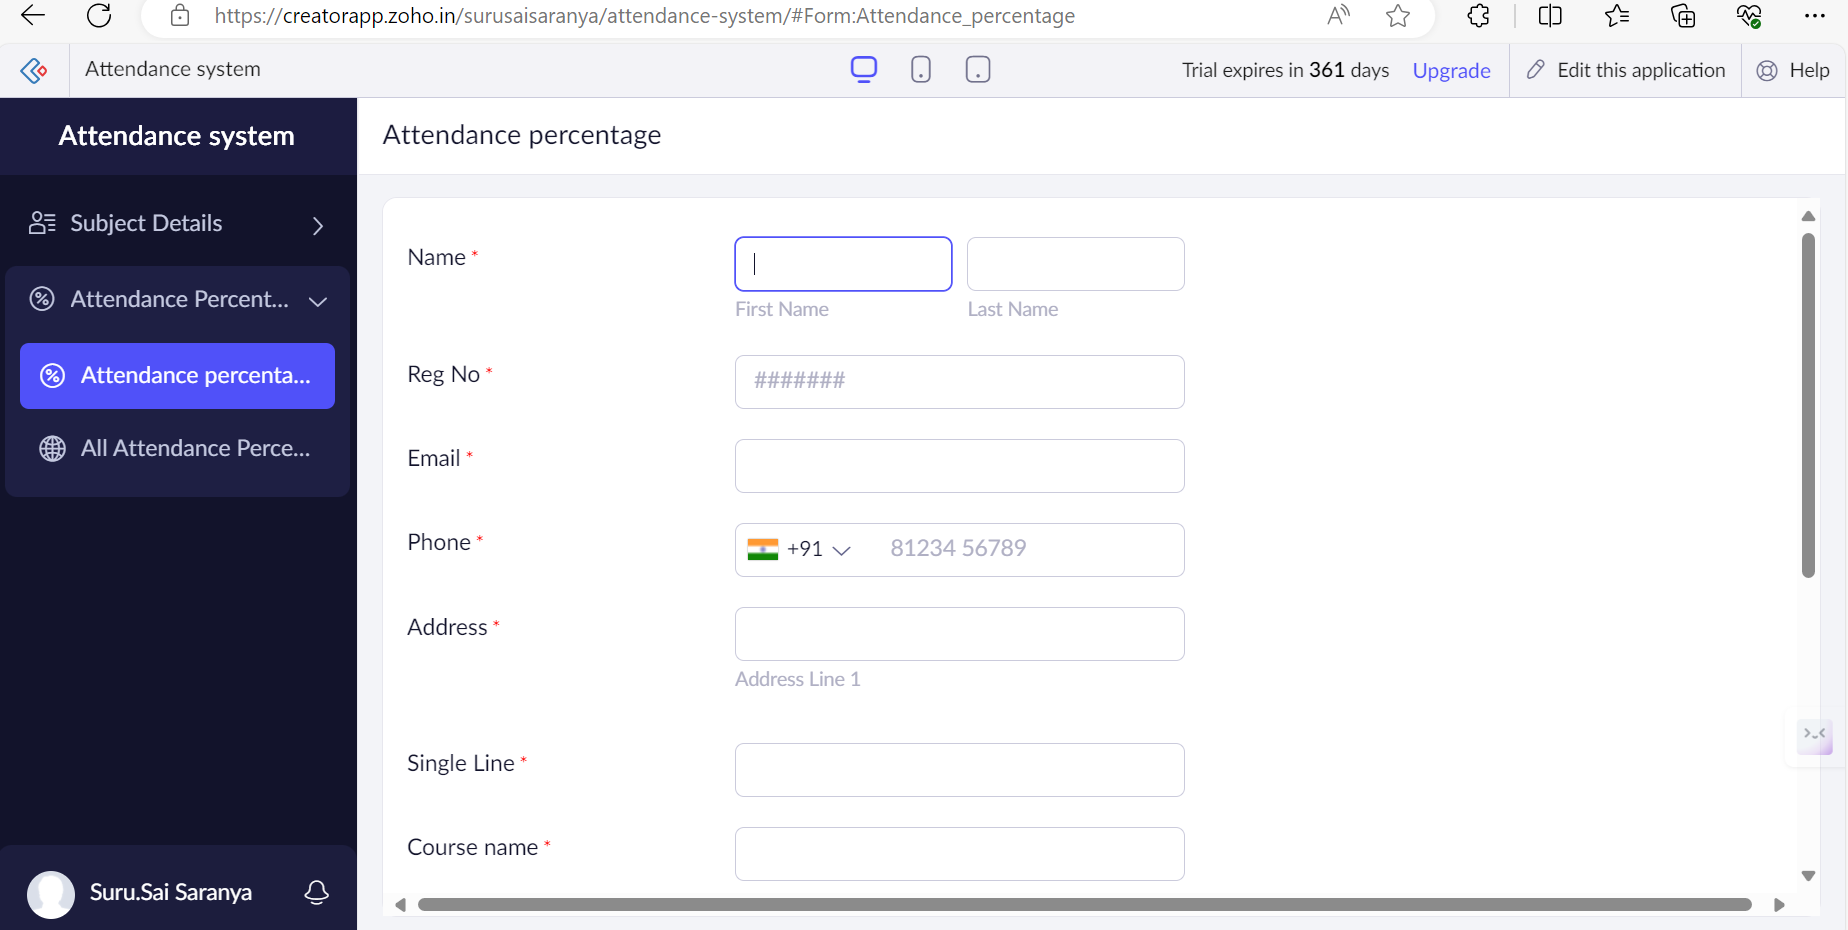 https://creatorapp.zoho.in/surusaisaranya/attendance-system/#Form:Attendance_percentage
Attendance system
Trial expires in 361 days Upgrade Edit this application Help
Attendance system
Subject Details
Attendance Percent...
Attendance percenta...
All Attendance Perce...
Suru.Sai Saranya
Attendance percentage
Name *
First Name Last Name
Reg No * #######
Email *
Phone * +91 81234 56789
Address *
Address Line 1
Single Line *
Course name *